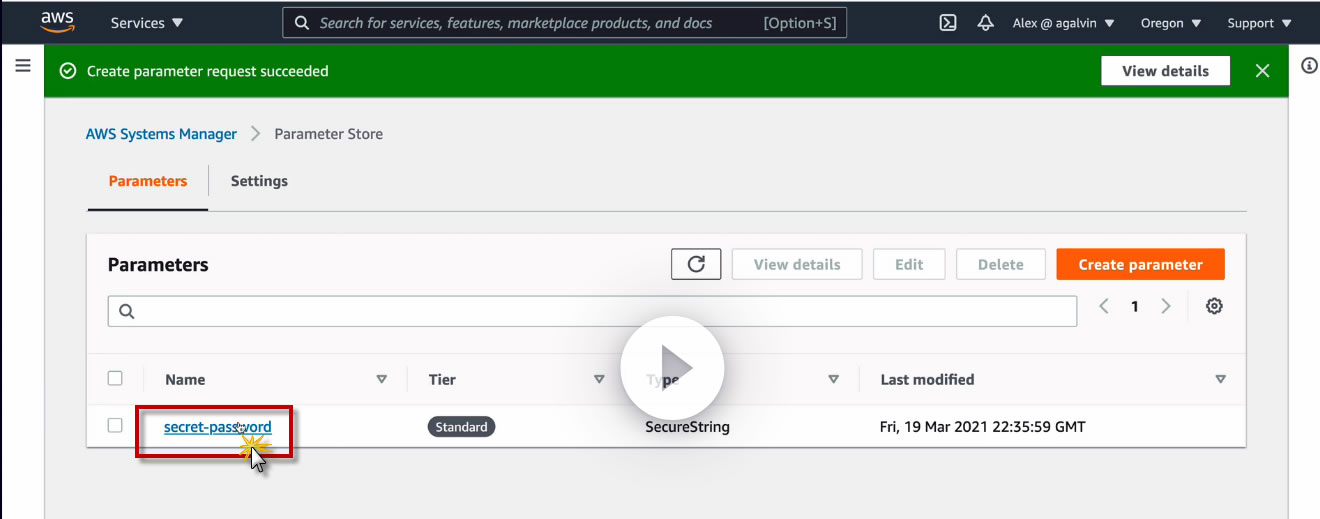 aws Services Search for services, features, marketplace products, and docs [Option+S] Alex @ agalvin Oregon Support
Create parameter request succeeded View details
AWS Systems Manager Parameter Store
Parameters Settings
Parameters View details Edit Delete Create parameter
1
Name Tier Type Last modified
secret-password Standard SecureString Fri, 19 Mar 2021 22:35:59 GMT